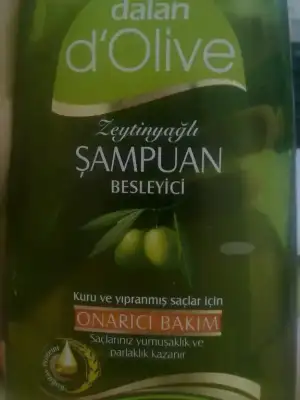 dalan
d'Olive
Zeytinyağlı
ŞAMPUAN
BESLEYİCİ
Kuru ve yıpranmış saçlar için
ONARICI BAKIM
Saçlarınız yumuşaklık ve
parlaklık kazanır